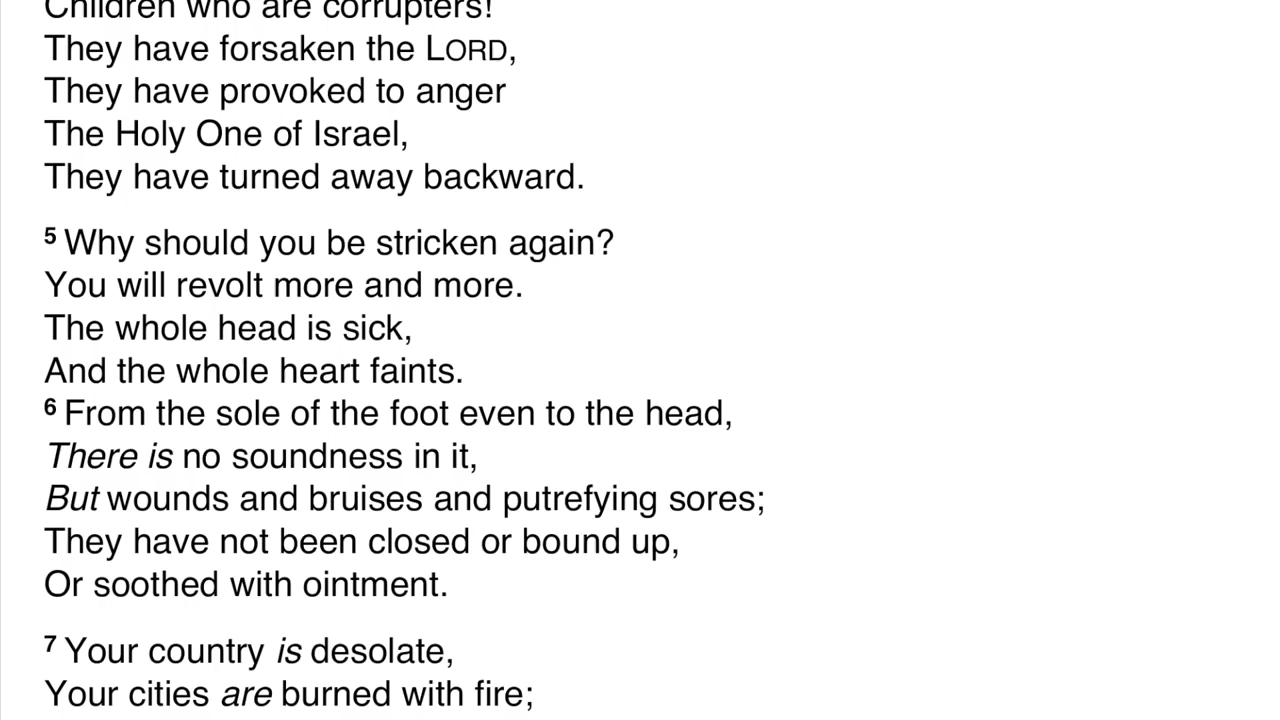 Children who are corrupters!
They have forsaken the LORD,
They have provoked to anger
The Holy One of Israel,
They have turned away backward.
5 Why should you be stricken again?
You will revolt more and more.
The whole head is sick,
And the whole heart faints.
6 From the sole of the foot even to the head,
There is no soundness in it,
But wounds and bruises and putrefying sores;
They have not been closed or bound up,
Or soothed with ointment.
7 Your country is desolate,
Your cities are burned with fire;